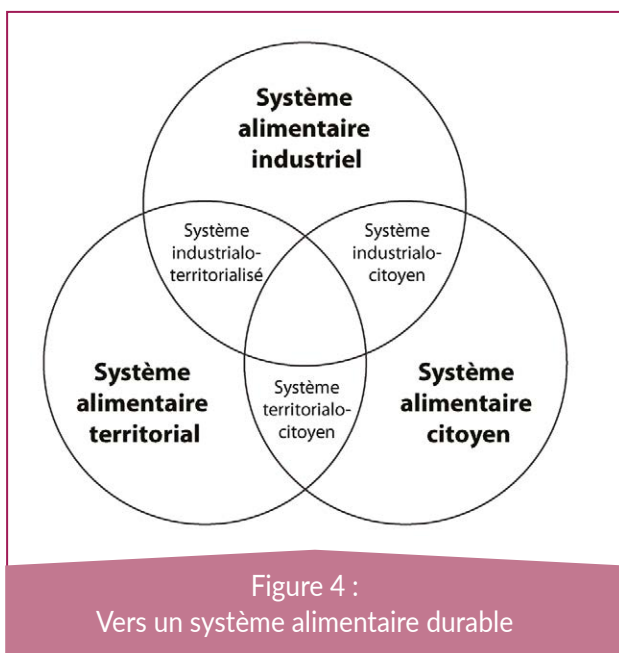 Système
alimentaire
industriel
Système
industrialo-
territorialisé
Système
industrialo-
citoyen
Système
alimentaire
territorial
Système
territorialo-
citoyen
Système
alimentaire
citoyen
Figure 4 :
Vers un système alimentaire durable